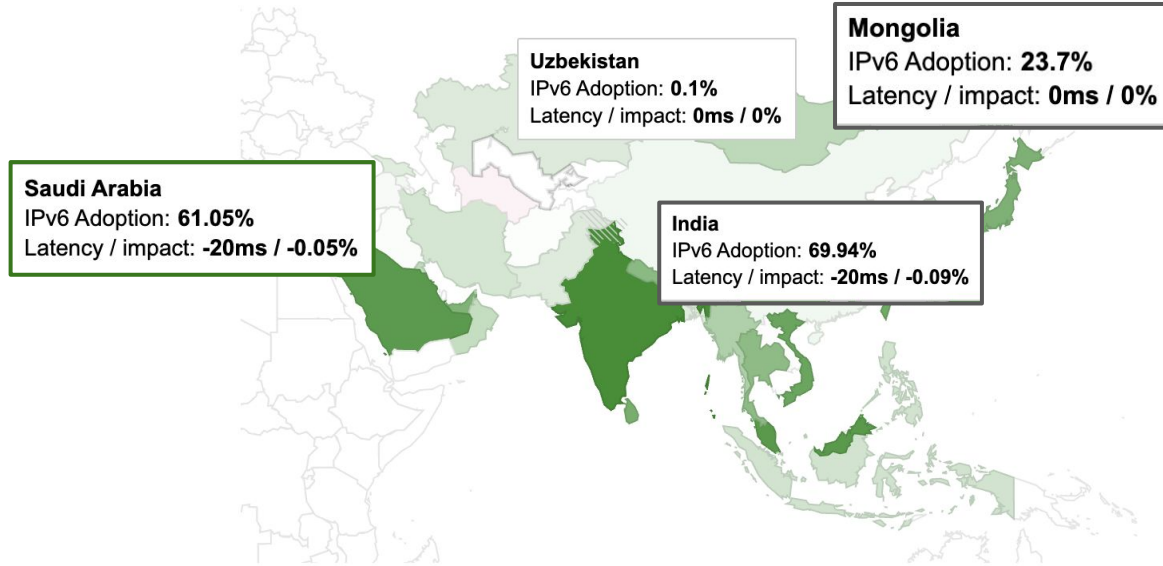 Mongolia
IPv6 Adoption: 23.7%
Latency / impact: 0ms / 0%
Uzbekistan
IPv6 Adoption: 0.1%
Latency / impact: 0ms / 0%
Saudi Arabia
IPv6 Adoption: 61.05%
Latency / impact: -20ms / -0.05%
India
IPv6 Adoption: 69.94%
Latency / impact: -20ms / -0.09%